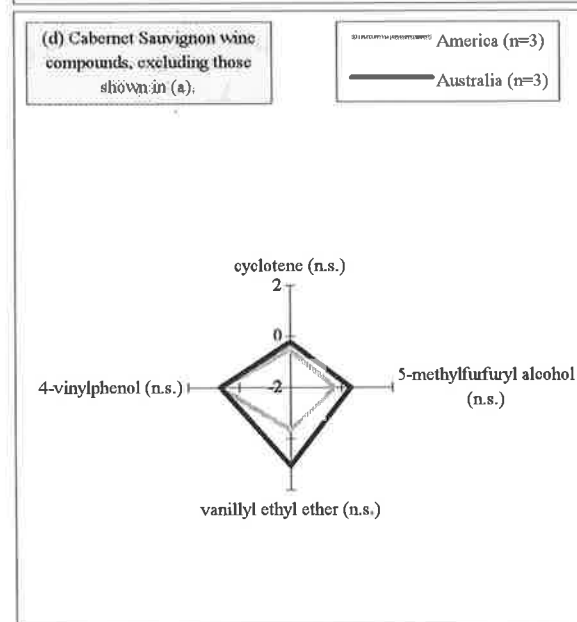 (d) Cabernet Sauvignon wine
compounds, excluding those
shown in (a).
America (n=3)
Australia (n=3)
cyclotene (n.s.)
2
0
-2
4-vinylphenol (n.s.)
5-methylfurfuryl alcohol
(n.s.)
vanillyl ethyl ether (n.s.)